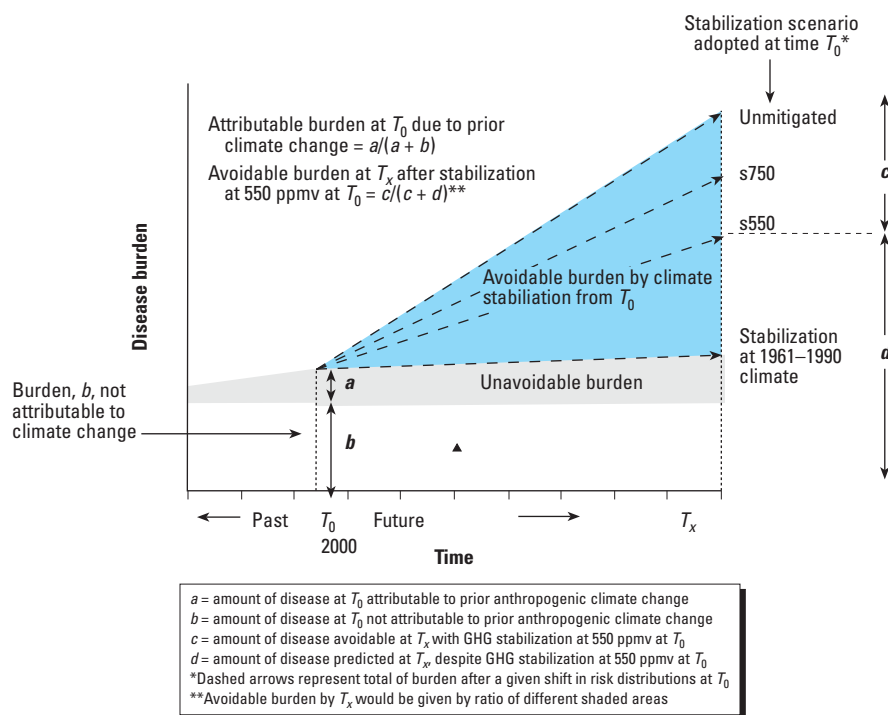 Stabilization scenario
adopted at time T0*
Attributable burden at T0 due to prior
climate change = a/(a + b)
Avoidable burden at Tx after stabilization
at 550 ppmv at T0 = c/(c + d)**
Unmitigated
s750
c
s550
Disease burden
Avoidable burden by climate
stabiliation from T0
Stabilization
at 1961–1990
climate
d
a
Unavoidable burden
Burden, b, not
attributable to
climate change
b
Past T0 Future Tx
2000
Time
a = amount of disease at T0 attributable to prior anthropogenic climate change
b = amount of disease at T0 not attributable to prior anthropogenic climate change
c = amount of disease avoidable at Tx with GHG stabilization at 550 ppmv at T0
d = amount of disease predicted at Tx, despite GHG stabilization at 550 ppmv at T0
*Dashed arrows represent total of burden after a given shift in risk distributions at T0
**Avoidable burden by Tx would be given by ratio of different shaded areas